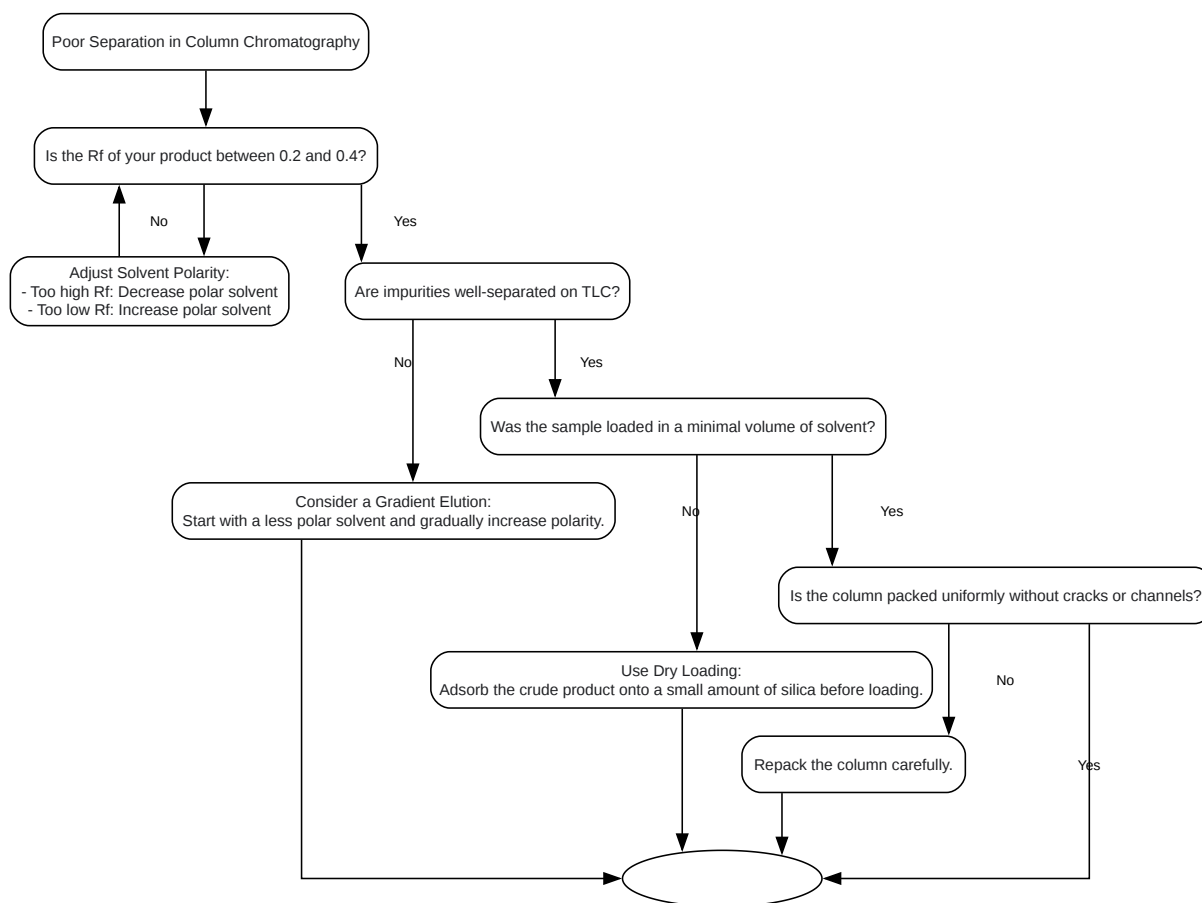 Poor Separation in Column Chromatography
Is the Rf of your product between 0.2 and 0.4?
No
Yes
Adjust Solvent Polarity:
- Too high Rf: Decrease polar solvent
- Too low Rf: Increase polar solvent
Are impurities well-separated on TLC?
No
Yes
Was the sample loaded in a minimal volume of solvent?
Consider a Gradient Elution:
Start with a less polar solvent and gradually increase polarity.
No
Yes
Is the column packed uniformly without cracks or channels?
Use Dry Loading:
Adsorb the crude product onto a small amount of silica before loading.
No
Repack the column carefully.
Yes